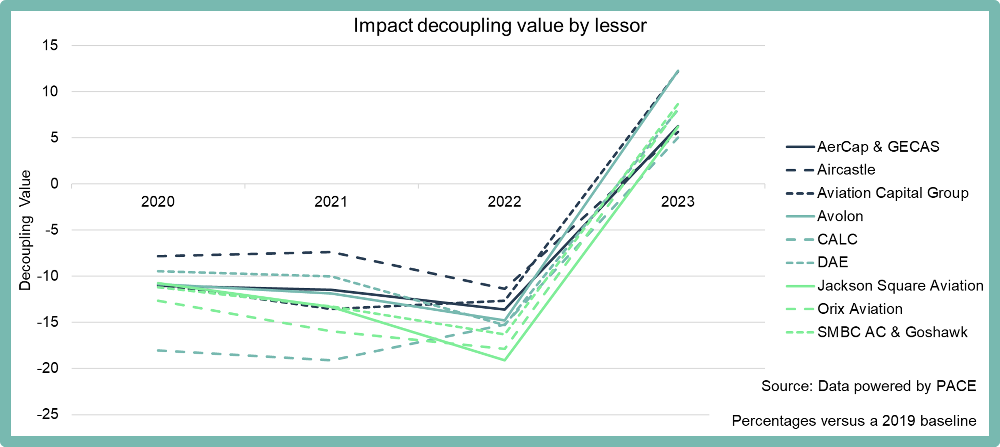 Impact decoupling value by lessor
15
10
5
0
-5
-10
-15
-20
-25
Decoupling Value
2020 2021 2022 2023
AerCap & GECAS
Aircastle
Aviation Capital Group
Avolon
CALC
DAE
Jackson Square Aviation
Orix Aviation
SMBC AC & Goshawk
Source: Data powered by PACE
Percentages versus a 2019 baseline